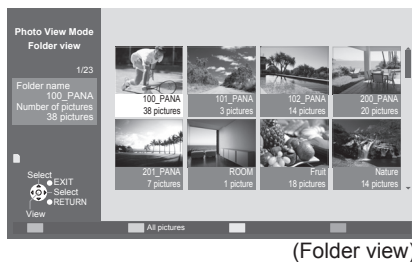 Photo View Mode
Folder view
1/23
Folder name
100_PANA
Number of pictures
38 pictures
Select
EXIT
Select
RETURN
View
100_PANA
38 pictures
101_PANA
3 pictures
102_PANA
14 pictures
200_PANA
20 pictures
201_PANA
7 pictures
ROOM
1 picture
Fruit
18 pictures
Nature
14 pictures
All pictures
(Folder view)